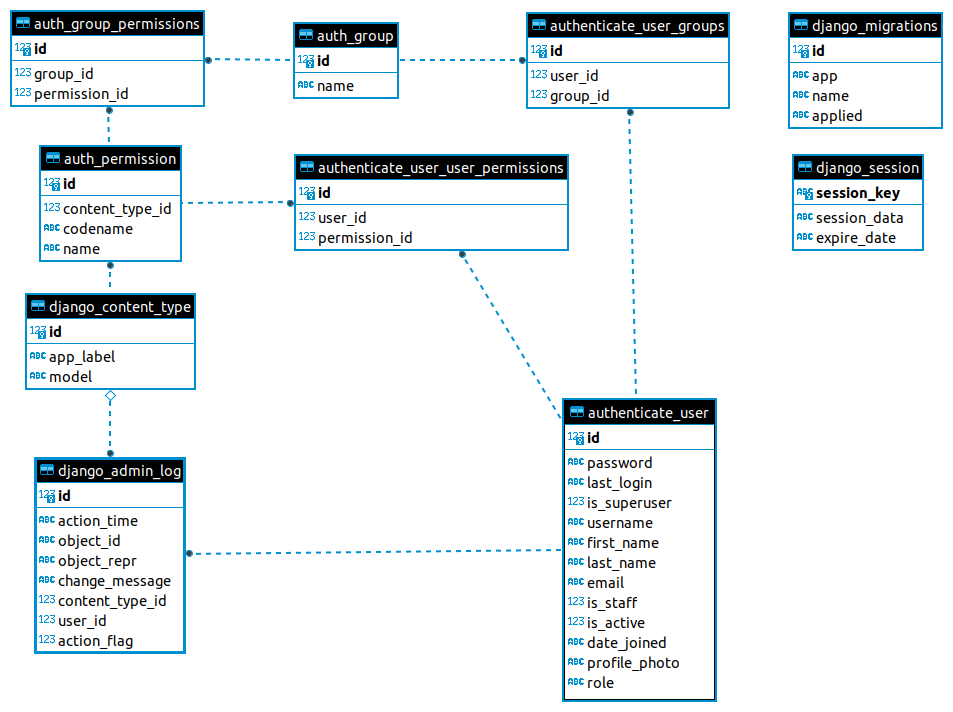 auth_group_permissions
123 id
123 group_id
123 permission_id
auth_group
123 id
ABC name
authenticate_user_groups
123 id
123 user_id
123 group_id
django_migrations
123 id
ABC app
ABC name
ABC applied
auth_permission
123 id
123 content_type_id
ABC codename
ABC name
authenticate_user_user_permissions
123 id
123 user_id
123 permission_id
django_session
ABC session_key
ABC session_data
ABC expire_date
django_content_type
123 id
ABC app_label
ABC model
django_admin_log
123 id
ABC action_time
ABC object_id
ABC object_repr
ABC change_message
123 content_type_id
123 user_id
123 action_flag
authenticate_user
123 id
ABC password
ABC last_login
123 is_superuser
ABC username
ABC first_name
ABC last_name
ABC email
123 is_staff
123 is_active
ABC date_joined
ABC profile_photo
ABC role